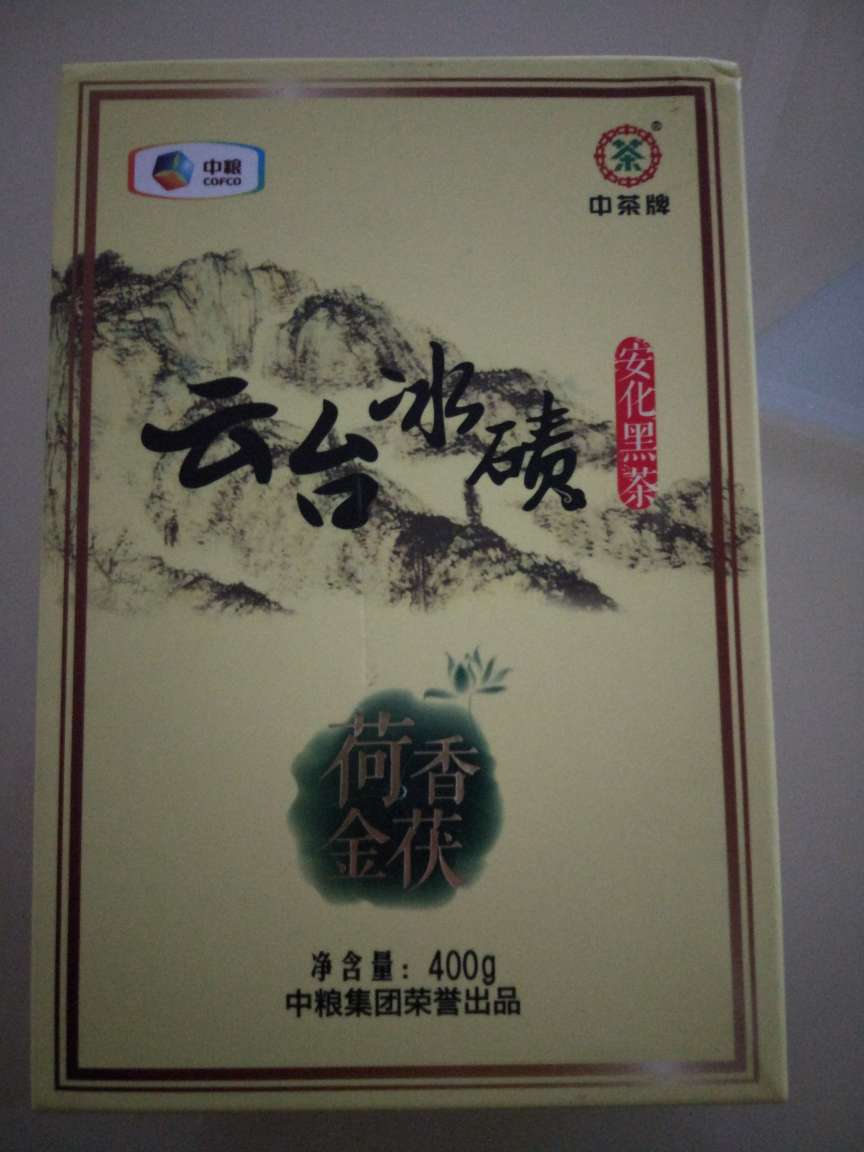 中粮
COFCO
茶
®
中茶牌
云台冰碛
安化黑茶
荷香
金茯
净含量：400g
中粮集团荣誉出品